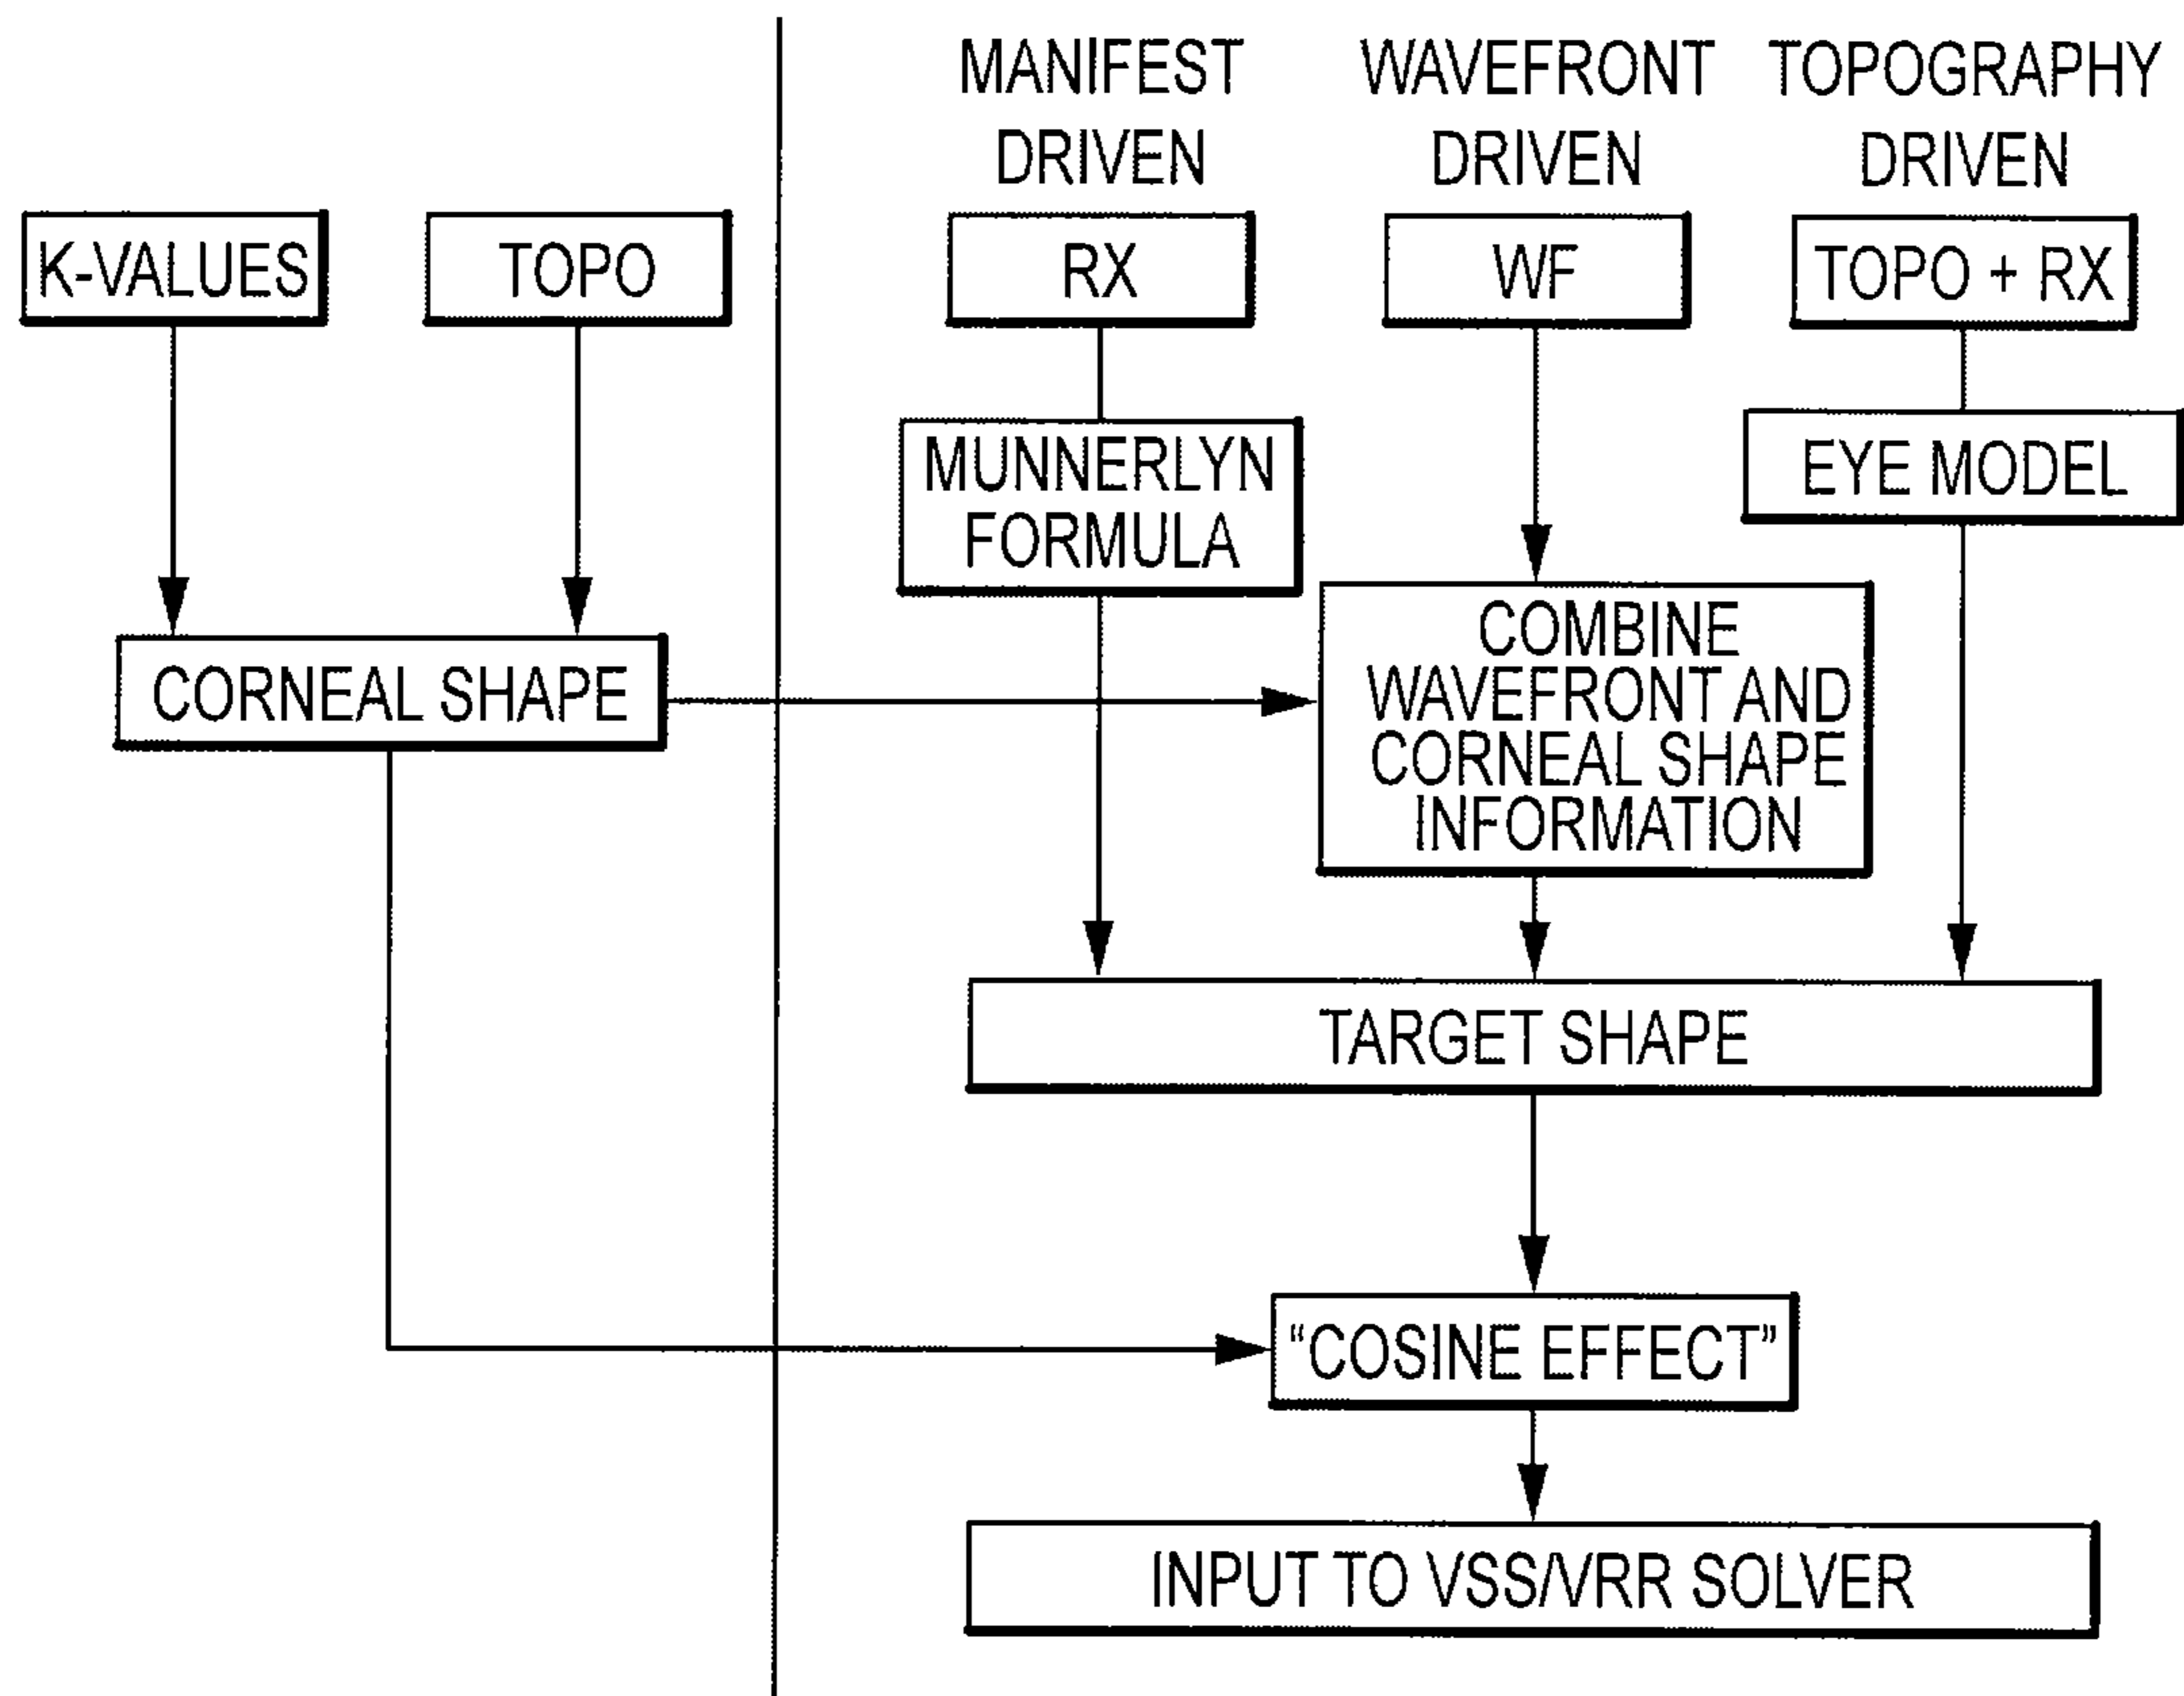 MANIFEST
DRIVEN
WAVEFRONT
DRIVEN
TOPOGRAPHY
DRIVEN
K-VALUES
TOPO
RX
WF
TOPO + RX
MUNNERLYN
FORMULA
EYE MODEL
CORNEAL SHAPE
COMBINE
WAVEFRONT AND
CORNEAL SHAPE
INFORMATION
TARGET SHAPE
“COSINE EFFECT”
INPUT TO VSS/VRR SOLVER